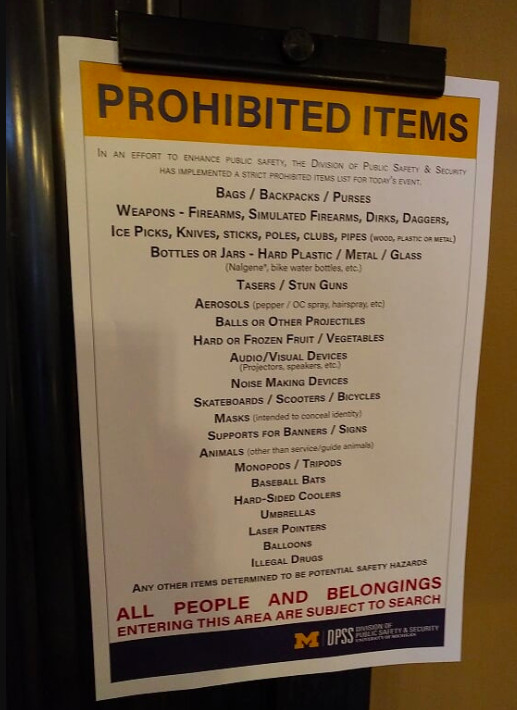 PROHIBITED ITEMS
IN AN EFFORT TO ENHANCE PUBLIC SAFETY, THE DIVISION OF PUBLIC SAFETY & SECURITY
HAS IMPLEMENTED A STRICT PROHIBITED ITEMS LIST FOR TODAY'S EVENT.
BAGS / BACKPACKS / PURSES
WEAPONS - FIREARMS, SIMULATED FIREARMS, DIRKS, DAGGERS,
ICE PICKS, KNIVES, STICKS, POLES, CLUBS, PIPES (WOOD, PLASTIC OR METAL)
BOTTLES OR JARS - HARD PLASTIC / METAL / GLASS
(Nalgene®, bike water bottles, etc.)
TASERS / STUN GUNS
AEROSOLS (pepper / OC spray, hairspray, etc)
BALLS OR OTHER PROJECTILES
HARD OR FROZEN FRUIT / VEGETABLES
AUDIO/VISUAL DEVICES
(Projectors, speakers, etc.)
NOISE MAKING DEVICES
SKATEBOARDS / SCOOTERS / BICYCLES
MASKS (intended to conceal identity)
SUPPORTS FOR BANNERS / SIGNS
ANIMALS (other than service/guide animals)
MONOPODS / TRIPODS
BASEBALL BATS
HARD-SIDED COOLERS
UMBRELLAS
LASER POINTERS
BALLOONS
ILLEGAL DRUGS
ANY OTHER ITEMS DETERMINED TO BE POTENTIAL SAFETY HAZARDS
ALL PEOPLE AND BELONGINGS
ENTERING THIS AREA ARE SUBJECT TO SEARCH
M DPSS DIVISION OF
PUBLIC SAFETY & SECURITY
UNIVERSITY OF MICHIGAN